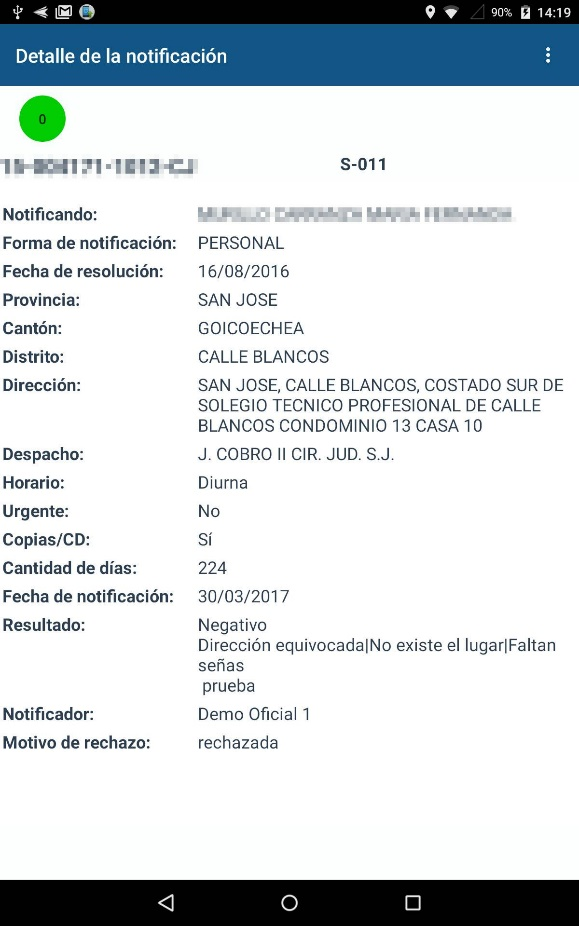 90% 14:19
Detalle de la notificación
0
S-011
Notificando:
Forma de notificación: PERSONAL
Fecha de resolución: 16/08/2016
Provincia: SAN JOSE
Cantón: GOICOECHEA
Distrito: CALLE BLANCOS
Dirección: SAN JOSE, CALLE BLANCOS, COSTADO SUR DE
SOLEGIO TECNICO PROFESIONAL DE CALLE
BLANCOS CONDOMINIO 13 CASA 10
Despacho: J. COBRO II CIR. JUD. S.J.
Horario: Diurna
Urgente: No
Copias/CD: Sí
Cantidad de días: 224
Fecha de notificación: 30/03/2017
Resultado: Negativo
Dirección equivocada|No existe el lugar|Faltan
señas
prueba
Notificador: Demo Oficial 1
Motivo de rechazo: rechazada